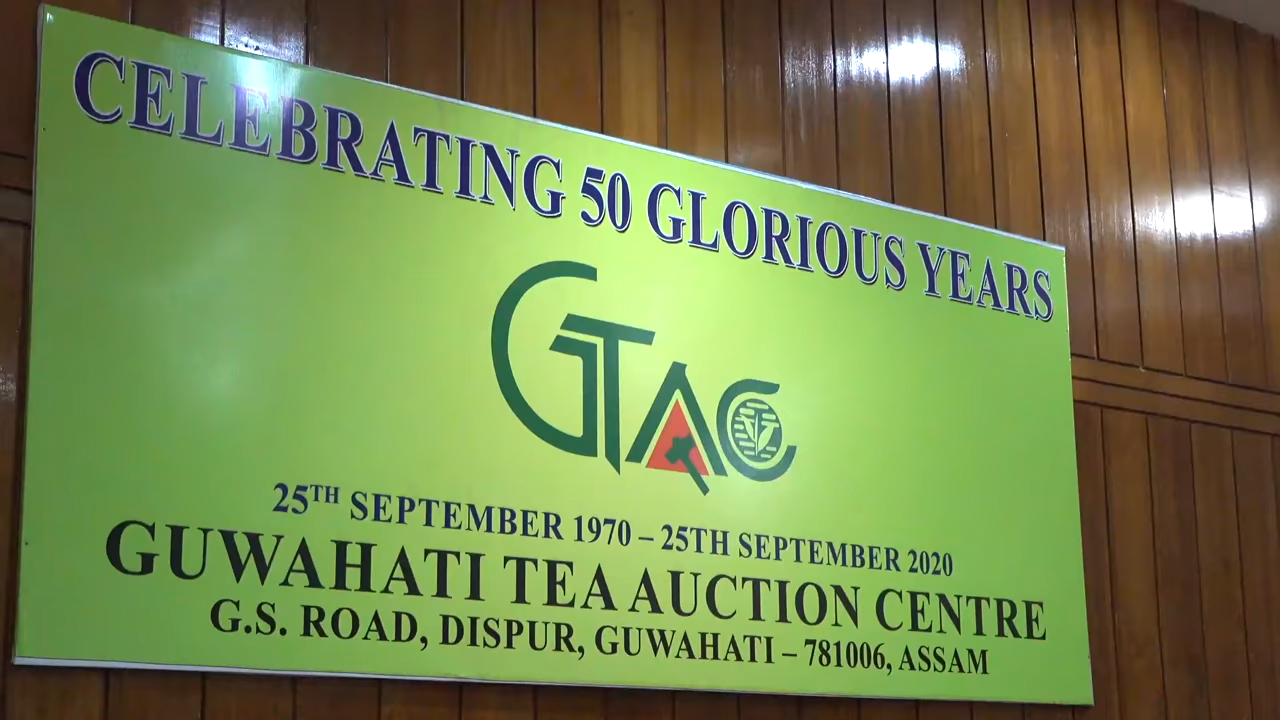 CELEBRATING 50 GLORIOUS YEARS
GTAC
25TH SEPTEMBER 1970 – 25TH SEPTEMBER 2020
GUWAHATI TEA AUCTION CENTRE
G.S. ROAD, DISPUR, GUWAHATI – 781006, ASSAM